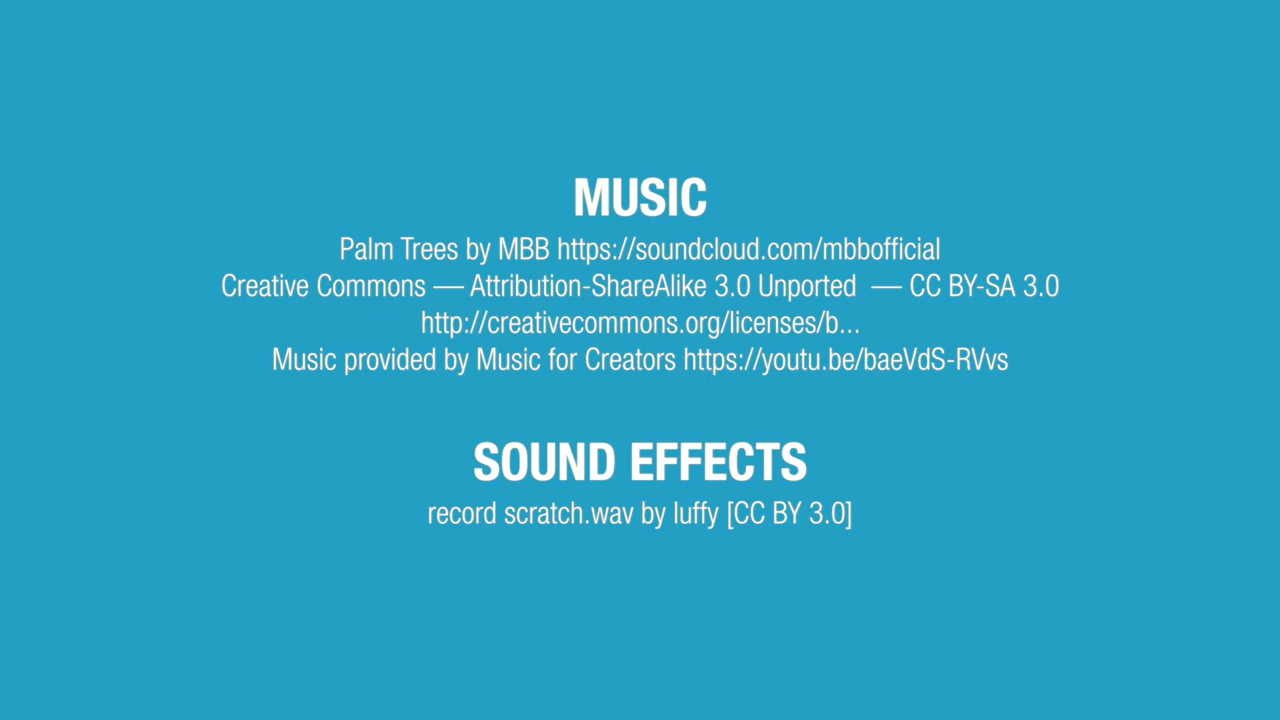 MUSIC
Palm Trees by MBB https://soundcloud.com/mbbofficial
Creative Commons — Attribution-ShareAlike 3.0 Unported — CC BY-SA 3.0
http://creativecommons.org/licenses/b...
Music provided by Music for Creators https://youtu.be/baeVdS-RVvs
SOUND EFFECTS
record scratch.wav by luffy [CC BY 3.0]